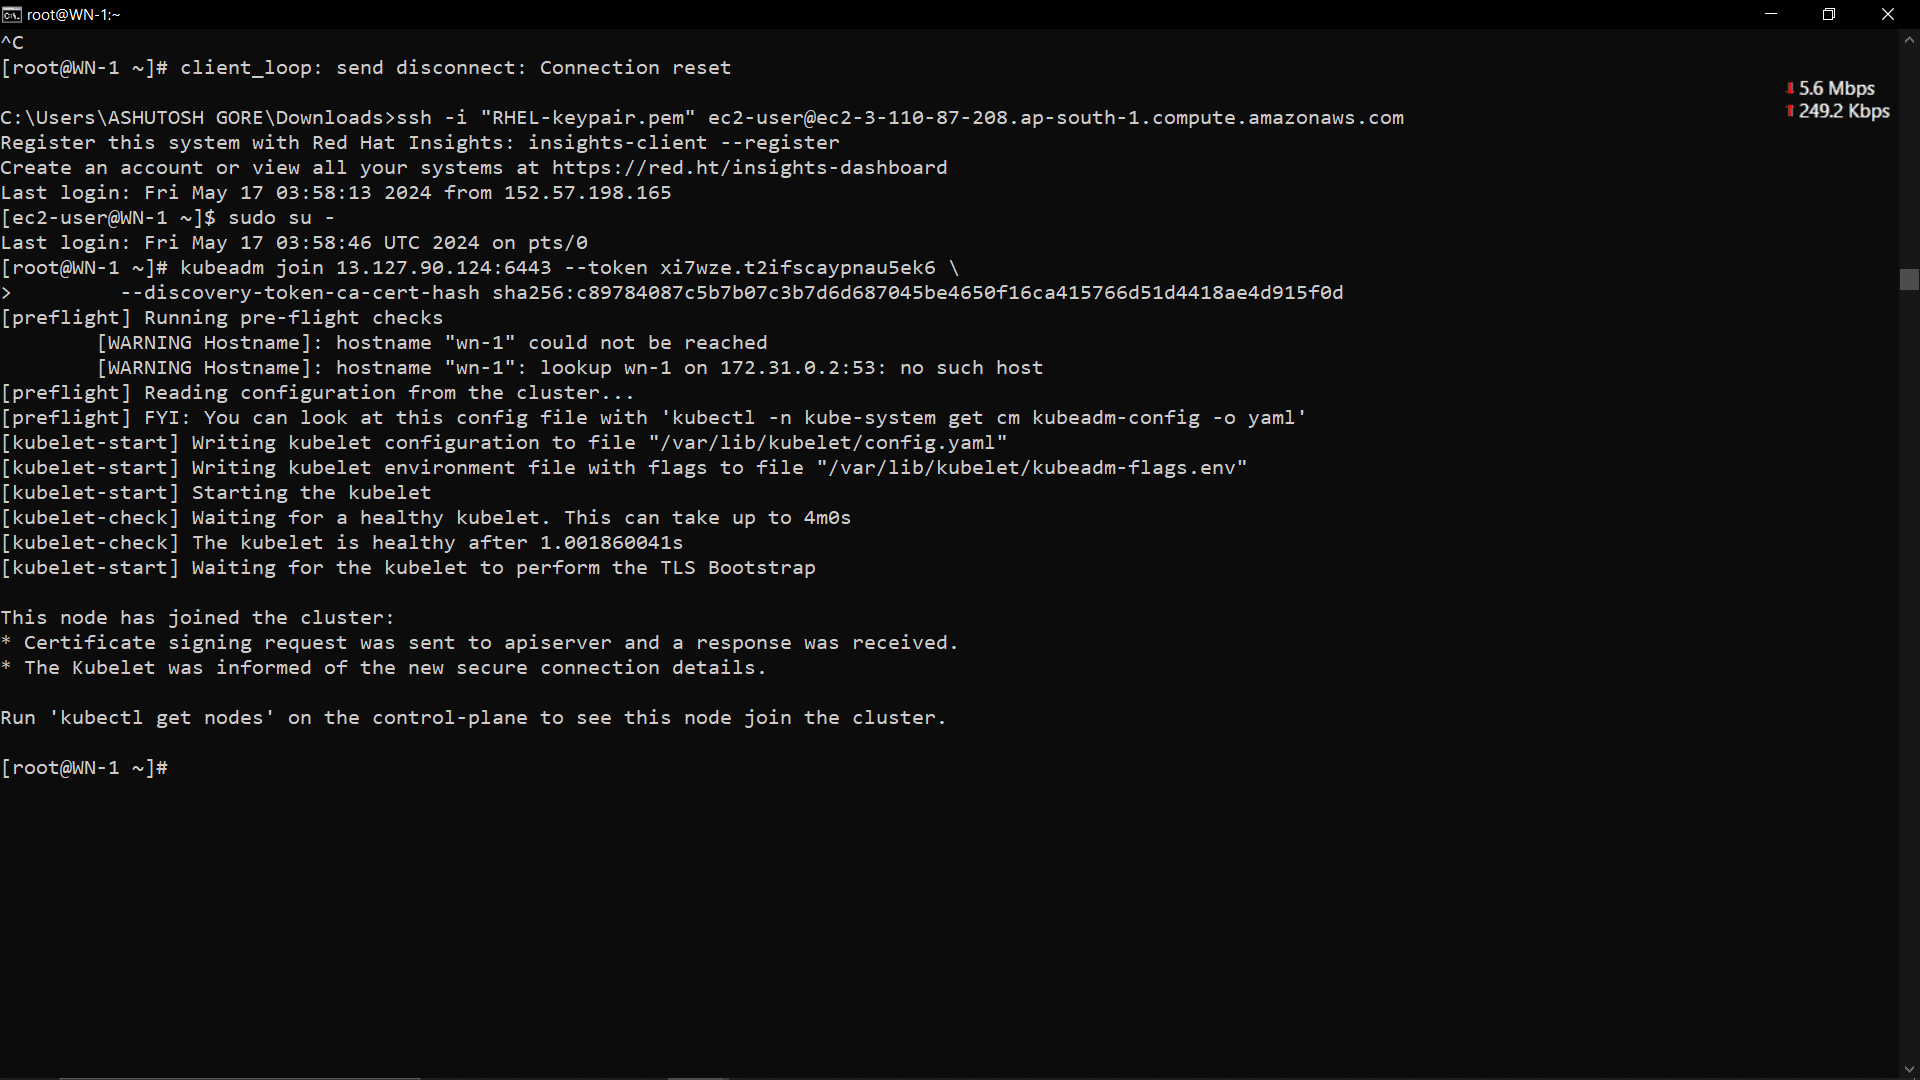 root@WN-1:~
^C
[root@WN-1 ~]# client_loop: send disconnect: Connection reset
5.6 Mbps
249.2 Kbps
C:\Users\ASHUTOSH GORE\Downloads>ssh -i "RHEL-keypair.pem" ec2-user@ec2-3-110-87-208.ap-south-1.compute.amazonaws.com
Register this system with Red Hat Insights: insights-client --register
Create an account or view all your systems at https://red.ht/insights-dashboard
Last login: Fri May 17 03:58:13 2024 from 152.57.198.165
[ec2-user@WN-1 ~]$ sudo su -
Last login: Fri May 17 03:58:46 UTC 2024 on pts/0
[root@WN-1 ~]# kubeadm join 13.127.90.124:6443 --token xi7wze.t2ifscaypnau5ek6 \
>         --discovery-token-ca-cert-hash sha256:c89784087c5b7b07c3b7d6d687045be4650f16ca415766d51d4418ae4d915f0d
[preflight] Running pre-flight checks
        [WARNING Hostname]: hostname "wn-1" could not be reached
        [WARNING Hostname]: hostname "wn-1": lookup wn-1 on 172.31.0.2:53: no such host
[preflight] Reading configuration from the cluster...
[preflight] FYI: You can look at this config file with 'kubectl -n kube-system get cm kubeadm-config -o yaml'
[kubelet-start] Writing kubelet configuration to file "/var/lib/kubelet/config.yaml"
[kubelet-start] Writing kubelet environment file with flags to file "/var/lib/kubelet/kubeadm-flags.env"
[kubelet-start] Starting the kubelet
[kubelet-check] Waiting for a healthy kubelet. This can take up to 4m0s
[kubelet-check] The kubelet is healthy after 1.001860041s
[kubelet-start] Waiting for the kubelet to perform the TLS Bootstrap
This node has joined the cluster:
* Certificate signing request was sent to apiserver and a response was received.
* The Kubelet was informed of the new secure connection details.
Run 'kubectl get nodes' on the control-plane to see this node join the cluster.
[root@WN-1 ~]#